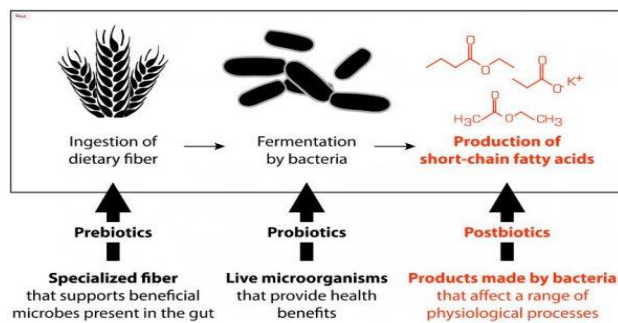 Ingestion of
dietary fiber
Fermentation
by bacteria
O
O
O
O⁻K⁺
O
H₃C
O
CH₃
Production of
short-chain fatty acids
Prebiotics
Probiotics
Postbiotics
Specialized fiber
that supports beneficial
microbes present in the gut
Live microorganisms
that provide health
benefits
Products made by bacteria
that affect a range of
physiological processes